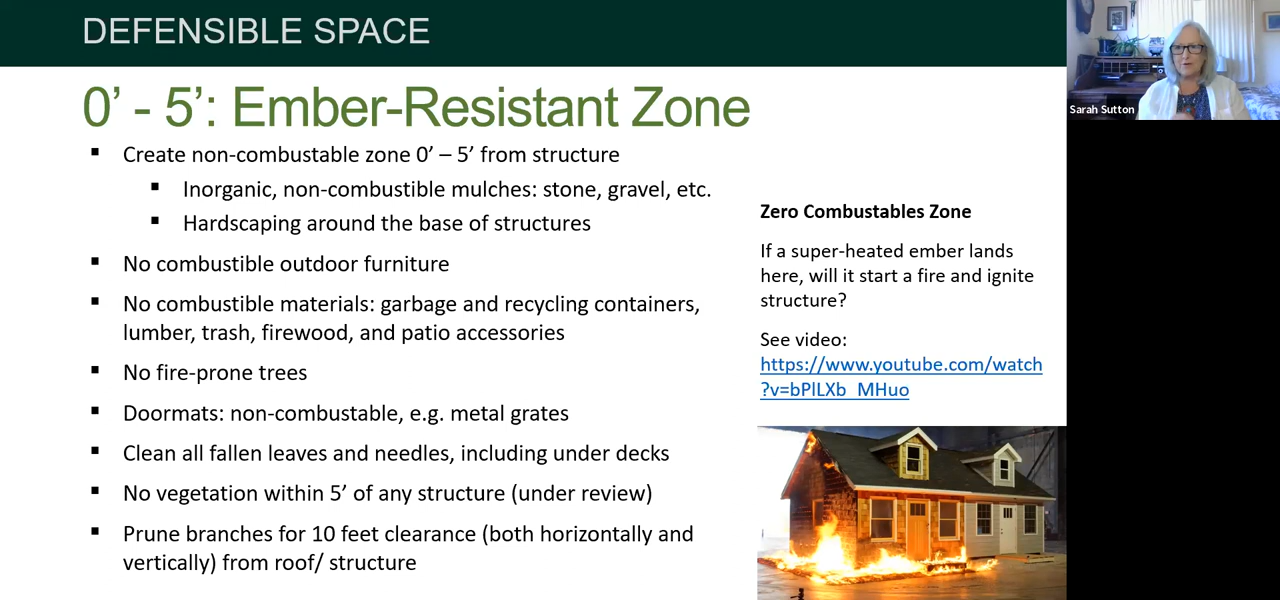 DEFENSIBLE SPACE
Sarah Sutton
0’ - 5’: Ember-Resistant Zone
Create non-combustable zone 0’ – 5’ from structure
Inorganic, non-combustible mulches: stone, gravel, etc.
Hardscaping around the base of structures
No combustible outdoor furniture
No combustible materials: garbage and recycling containers,
lumber, trash, firewood, and patio accessories
No fire-prone trees
Doormats: non-combustable, e.g. metal grates
Clean all fallen leaves and needles, including under decks
No vegetation within 5’ of any structure (under review)
Prune branches for 10 feet clearance (both horizontally and
vertically) from roof/ structure
Zero Combustables Zone
If a super-heated ember lands
here, will it start a fire and ignite
structure?
See video:
https://www.youtube.com/watch
?v=bPlLXb_MHuo